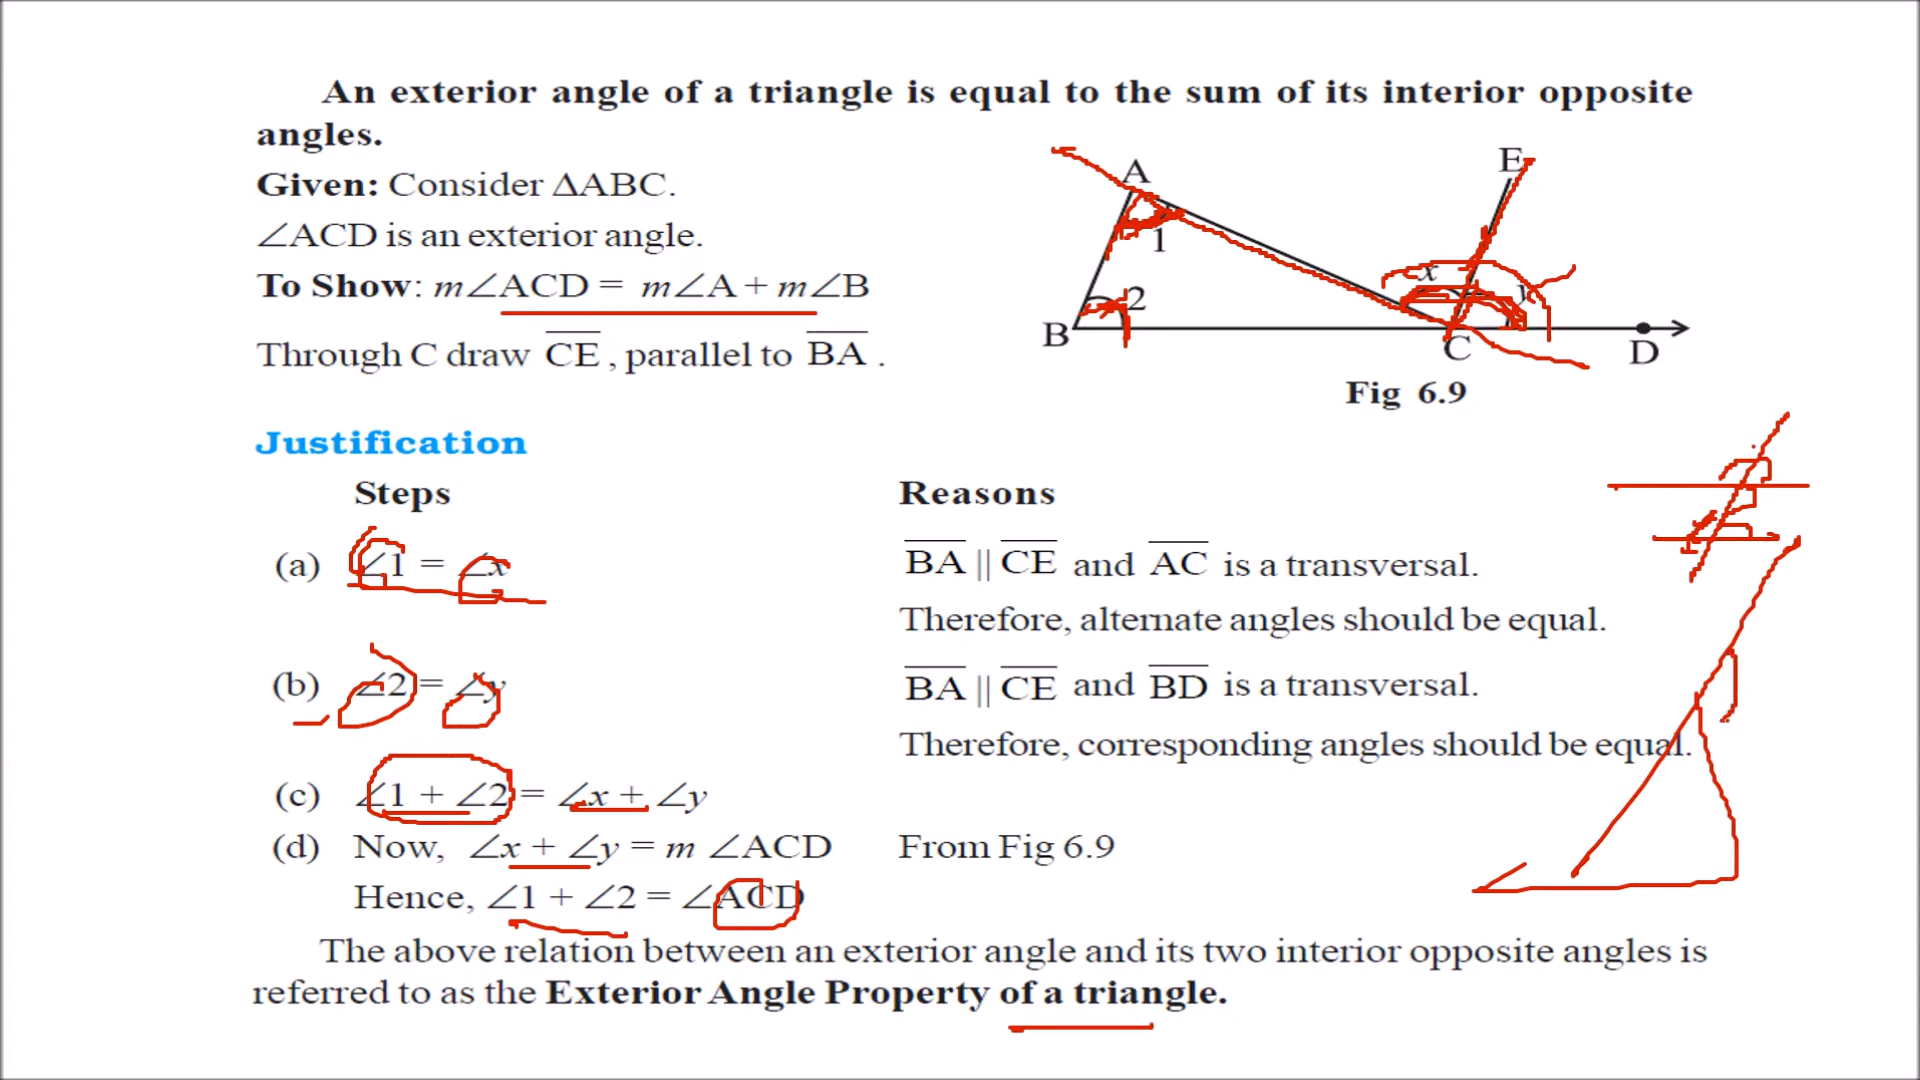 An exterior angle of a triangle is equal to the sum of its interior opposite
angles.
Given: Consider ΔABC.
∠ACD is an exterior angle.
To Show: m∠ACD = m∠A + m∠B
Through C draw CE, parallel to BA.
A
E
1
x
y
2
B
C
D
Fig 6.9
Justification
Steps Reasons
(a) ∠1 = ∠x BA || CE and AC is a transversal.
Therefore, alternate angles should be equal.
(b) ∠2 = ∠y BA || CE and BD is a transversal.
Therefore, corresponding angles should be equal.
(c) ∠1 + ∠2 = ∠x + ∠y
(d) Now, ∠x + ∠y = m ∠ACD From Fig 6.9
Hence, ∠1 + ∠2 = ∠ACD
The above relation between an exterior angle and its two interior opposite angles is
referred to as the Exterior Angle Property of a triangle.